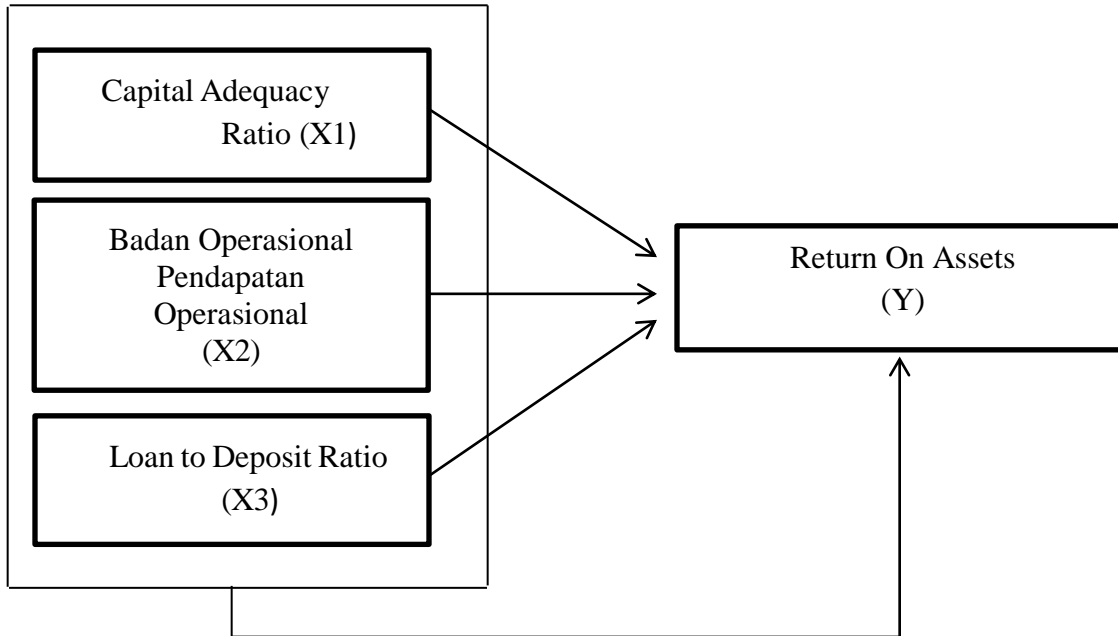 Capital Adequacy
Ratio (X1)
Badan Operasional
Pendapatan
Operasional
(X2)
Loan to Deposit Ratio
(X3)
Return On Assets
(Y)